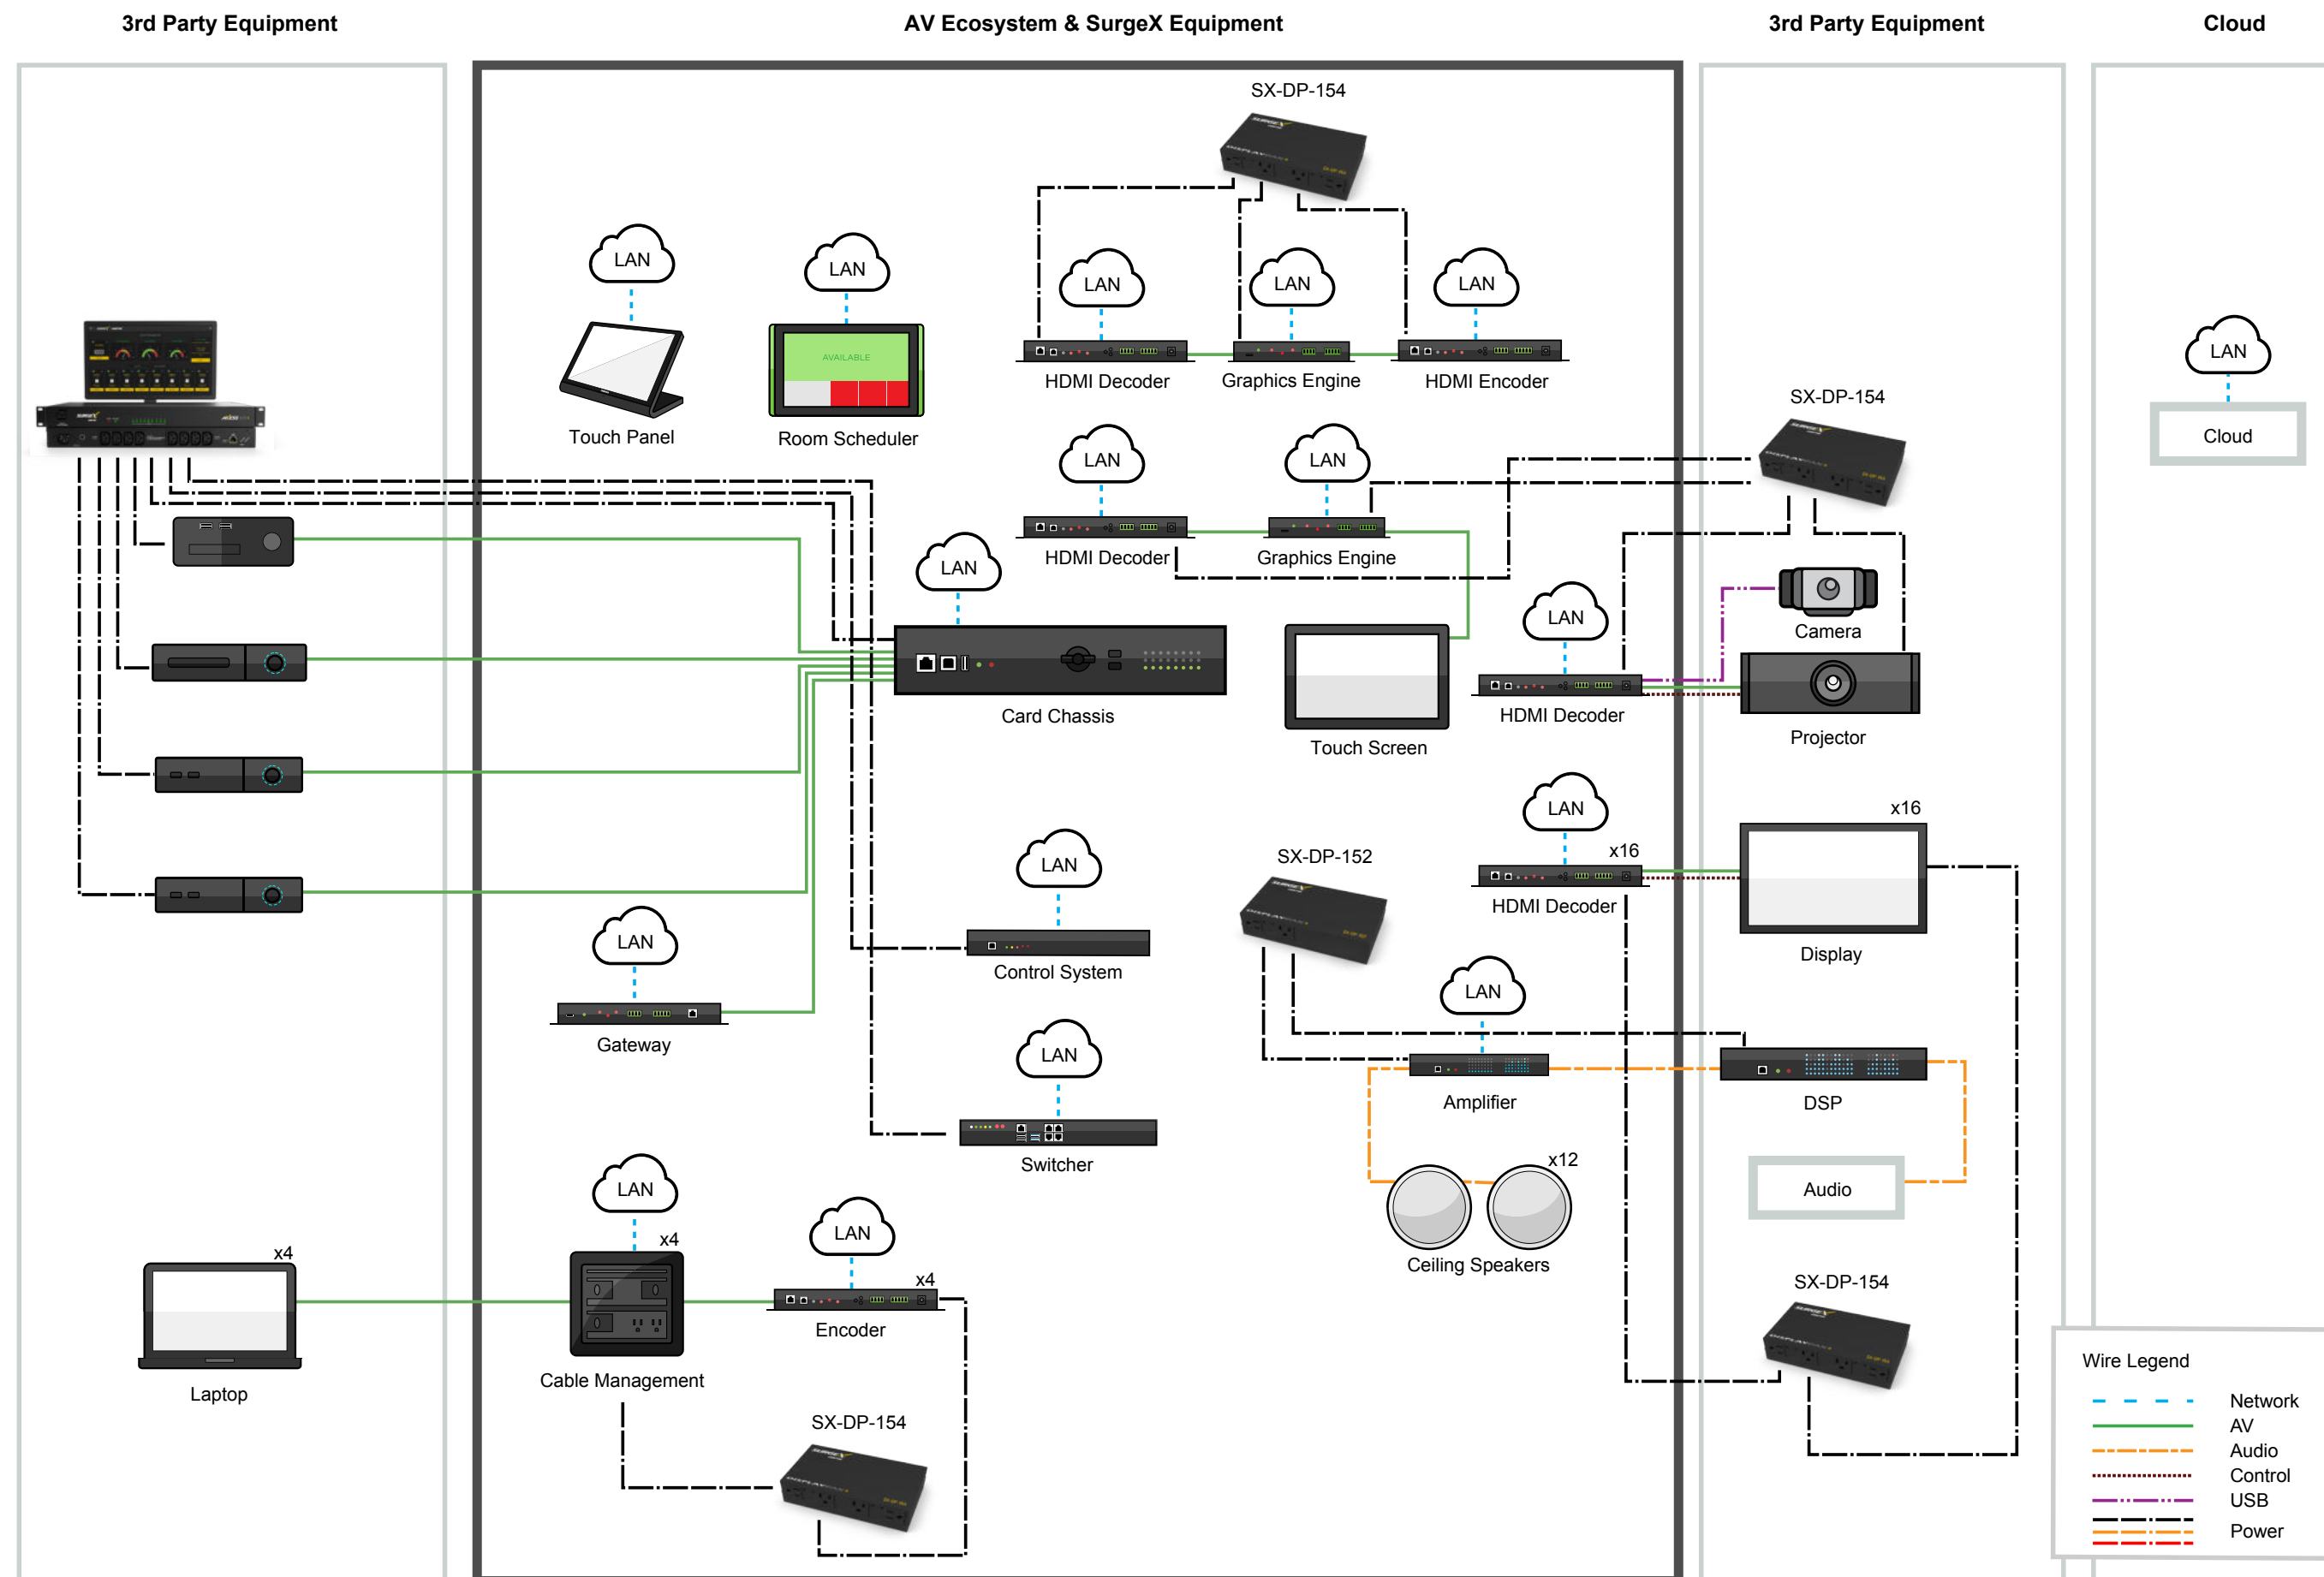 3rd Party Equipment
AV Ecosystem & SurgeX Equipment
3rd Party Equipment
Cloud
SX-DP-154
LAN
LAN
AVAILABLE
Touch Panel
Room Scheduler
LAN
LAN
LAN
HDMI Decoder
Graphics Engine
HDMI Encoder
LAN
LAN
HDMI Decoder
Graphics Engine
SX-DP-154
LAN
Cloud
LAN
Card Chassis
Touch Screen
LAN
HDMI Decoder
Camera
Projector
LAN
x16
HDMI Decoder
x16
Display
SX-DP-152
LAN
Control System
LAN
Gateway
LAN
Switcher
LAN
Amplifier
DSP
Audio
x12
Ceiling Speakers
x4
Laptop
LAN
x4
Cable Management
LAN
x4
Encoder
SX-DP-154
SX-DP-154
Wire Legend
Network
AV
Audio
Control
USB
Power